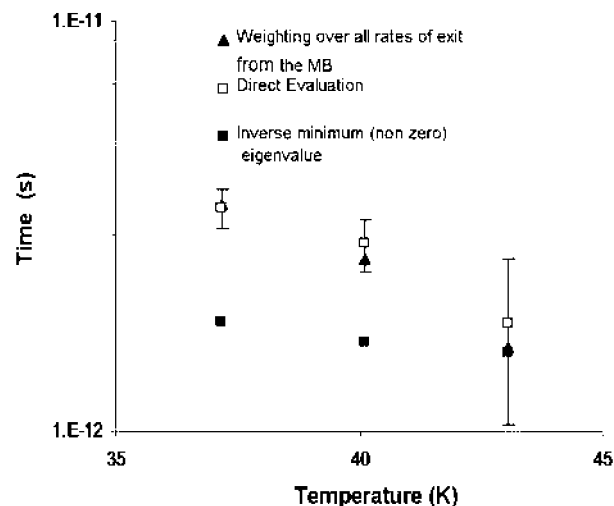 1.E-11
Weighting over all rates of exit
from the MB
Direct Evaluation
Inverse minimum (non zero)
eigenvalue
Time (s)
1.E-12
35
40
45
Temperature (K)